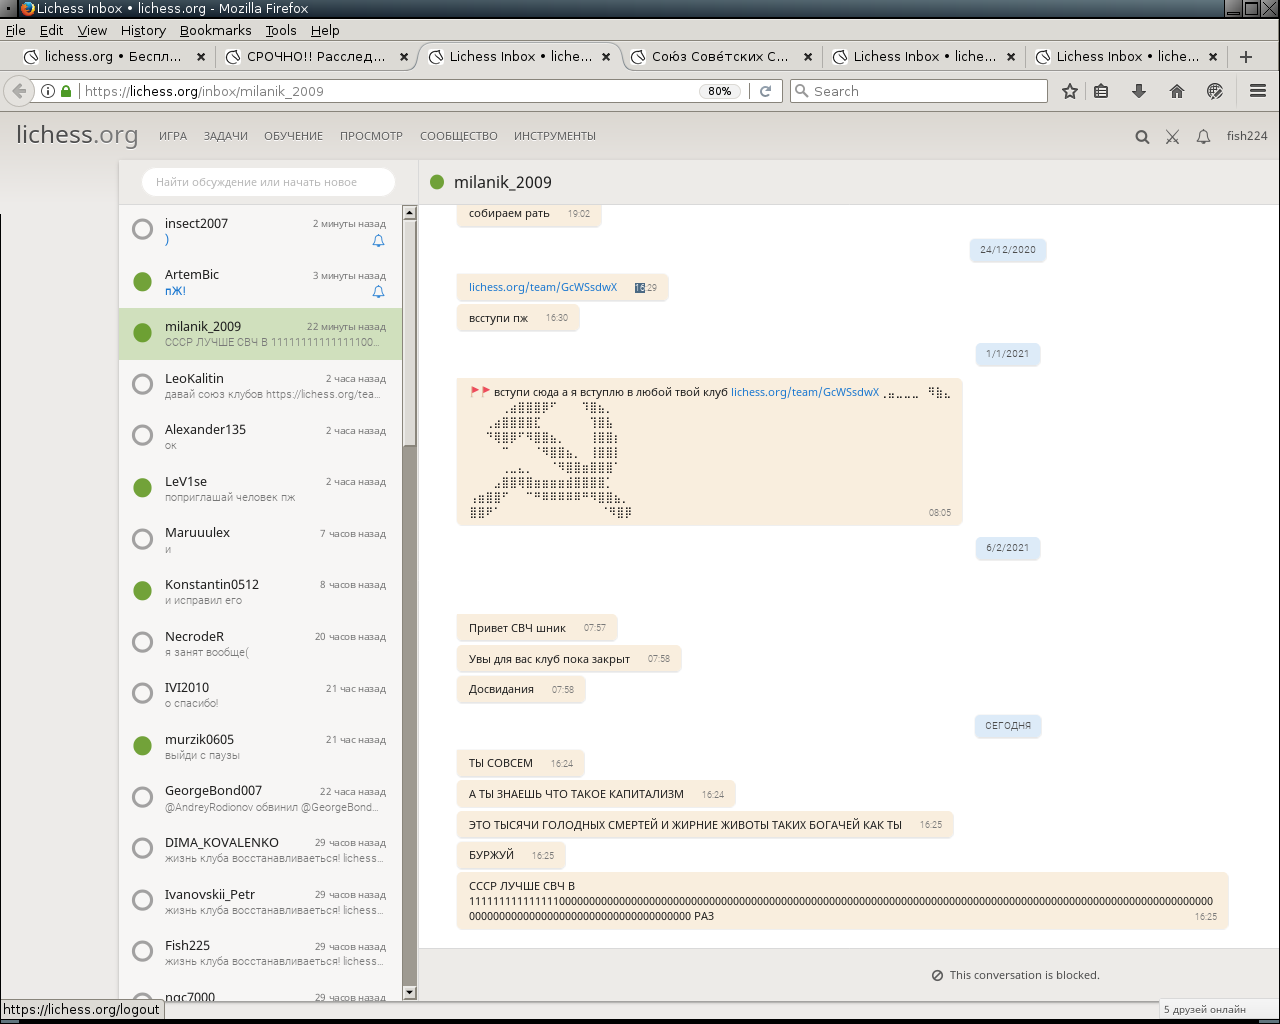 Lichess Inbox • lichess.org - Mozilla Firefox
File Edit View History Bookmarks Tools Help
lichess.org • Беспл... СРОЧНО!! Расслед... Lichess Inbox • liche... Сою́з Сове́тских С... Lichess Inbox • liche... Lichess Inbox • liche...
https://lichess.org/inbox/milanik_2009 80% Search
lichess.org ИГРА ЗАДАЧИ ОБУЧЕНИЕ ПРОСМОТР СООБЩЕСТВО ИНСТРУМЕНТЫ fish224
Найти обсуждение или начать новое
insect2007 2 минуты назад
)
ArtemBic 3 минуты назад
пЖ!
milanik_2009 22 минуты назад
СССР ЛУЧШЕ СВЧ В 11111111111111100...
LeoKalitin 2 часа назад
давай союз клубов https://lichess.org/tea...
Alexander135 2 часа назад
ок
LeV1se 2 часа назад
поприглашай человек пж
Maruuulex 7 часов назад
и
Konstantin0512 8 часов назад
и исправил его
NecrodeR 20 часов назад
я занят вообще(
IVI2010 21 час назад
о спасибо!
murzik0605 21 час назад
выйди с паузы
GeorgeBond007 22 часа назад
@AndreyRodionov обвинил @GeorgeBond...
DIMA_KOVALENKO 29 часов назад
жизнь клуба восстанавливаеться! lichess...
Ivanovskii_Petr 29 часов назад
жизнь клуба восстанавливаеться! lichess...
Fish225 29 часов назад
жизнь клуба восстанавливаеться! lichess...
ngc7000 29 часов назад
milanik_2009
собираем рать 19:02
24/12/2020
lichess.org/team/GcWSsdwX 16:29
всступи пж 16:30
1/1/2021
🚩🚩 вступи сюда а я вступлю в любой твой клуб lichess.org/team/GcWSsdwX
08:05
6/2/2021
Привет СВЧ шник 07:57
Увы для вас клуб пока закрыт 07:58
Досвидания 07:58
СЕГОДНЯ
ТЫ СОВСЕМ 16:24
А ТЫ ЗНАЕШЬ ЧТО ТАКОЕ КАПИТАЛИЗМ 16:24
ЭТО ТЫСЯЧИ ГОЛОДНЫХ СМЕРТЕЙ И ЖИРНИЕ ЖИВОТЫ ТАКИХ БОГАЧЕЙ КАК ТЫ 16:25
БУРЖУЙ 16:25
СССР ЛУЧШЕ СВЧ В
РАЗ 16:25
This conversation is blocked.
https://lichess.org/logout
5 друзей онлайн